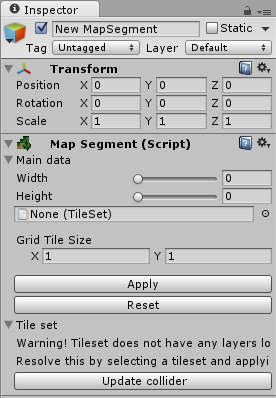 Inspector
New MapSegment Static
Tag Untagged Layer Default
Transform
Position X 0 Y 0 Z 0
Rotation X 0 Y 0 Z 0
Scale X 1 Y 1 Z 1
Map Segment (Script)
Main data
Width 0
Height 0
None (TileSet)
Grid Tile Size
X 1 Y 1
Apply
Reset
Tile set
Warning! Tileset does not have any layers lo
Resolve this by selecting a tileset and applyi
Update collider